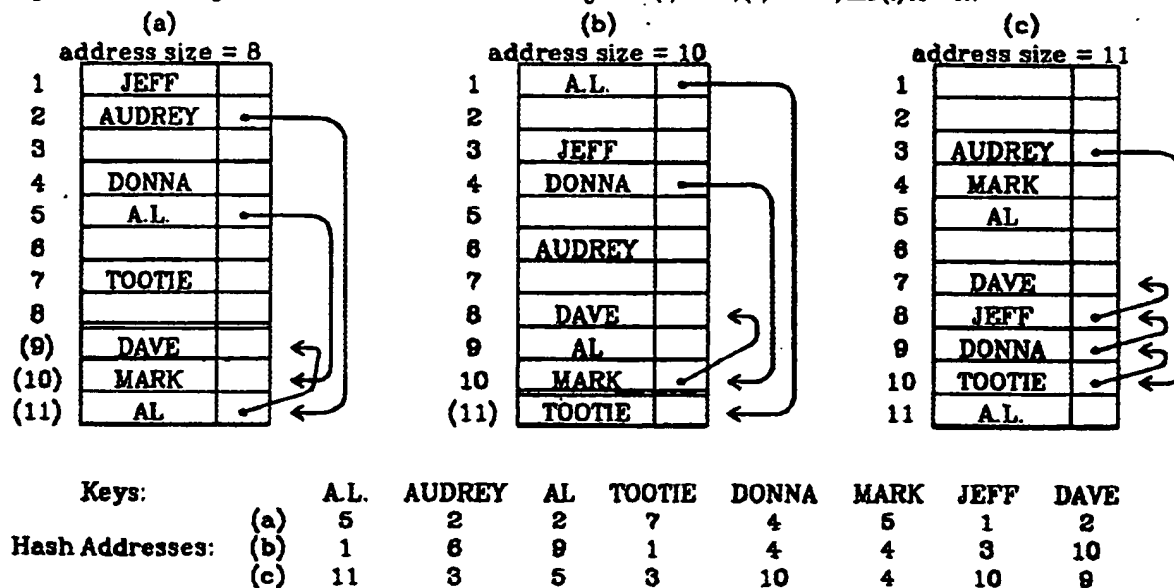 (a)
address size = 8
1 JEFF
2 AUDREY
3
4 DONNA
5 A.L.
6
7 TOOTIE
8
(9) DAVE
(10) MARK
(11) AL
(b)
address size = 10
1 A.L.
2
3 JEFF
4 DONNA
5
6 AUDREY
7
8 DAVE
9 AL
10 MARK
(11) TOOTIE
(c)
address size = 11
1
2
3 AUDREY
4 MARK
5 AL
6
7 DAVE
8 JEFF
9 DONNA
10 TOOTIE
11 A.L.
Keys: A.L. AUDREY AL TOOTIE DONNA MARK JEFF DAVE
(a) 5 2 2 7 4 5 1 2
Hash Addresses: (b) 1 6 9 1 4 4 3 10
(c) 11 3 5 3 10 4 10 9